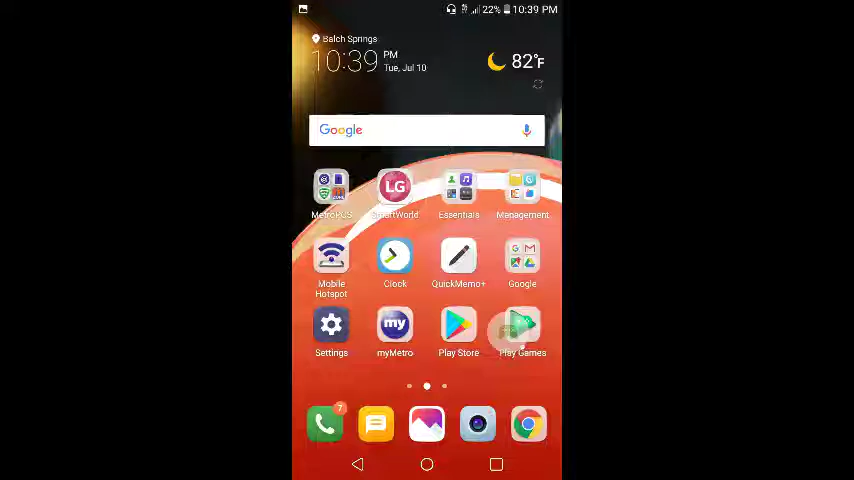 22% 10:39 PM
Balch Springs
10:39 PM
Tue, Jul 10
82°F
Google
LG
MetroPCS SmartWorld Essentials Management
Mobile Hotspot Clock QuickMemo+ Google
my
Settings myMetro Play Store Play Games
7